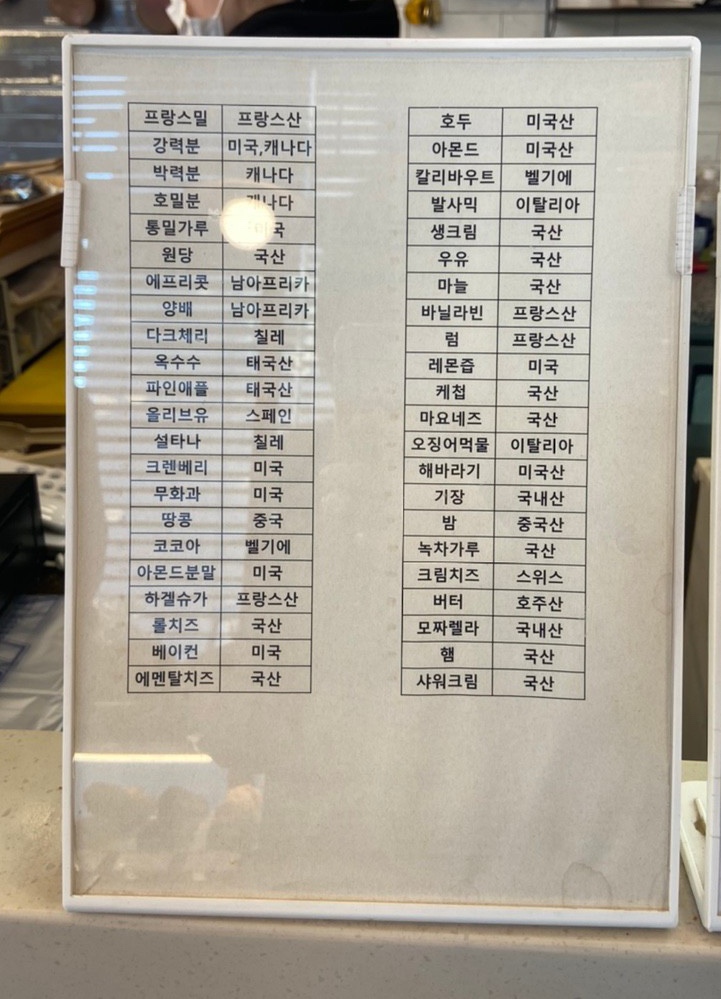 프랑스밀 프랑스산
강력분 미국,캐나다
박력분 캐나다
호밀분 캐나다
통밀가루 국
원당 국산
에프리콧 남아프리카
양배 남아프리카
다크체리 칠레
옥수수 태국산
파인애플 태국산
올리브유 스페인
설타나 칠레
크렌베리 미국
무화과 미국
땅콩 중국
코코아 벨기에
아몬드분말 미국
하겔슈가 프랑스산
롤치즈 국산
베이컨 미국
에멘탈치즈 국산
호두 미국산
아몬드 미국산
칼리바우트 벨기에
발사믹 이탈리아
생크림 국산
우유 국산
마늘 국산
바닐라빈 프랑스산
럼 프랑스산
레몬즙 미국
케첩 국산
마요네즈 국산
오징어먹물 이탈리아
해바라기 미국산
기장 국내산
밤 중국산
녹차가루 국산
크림치즈 스위스
버터 호주산
모짜렐라 국내산
햄 국산
샤워크림 국산